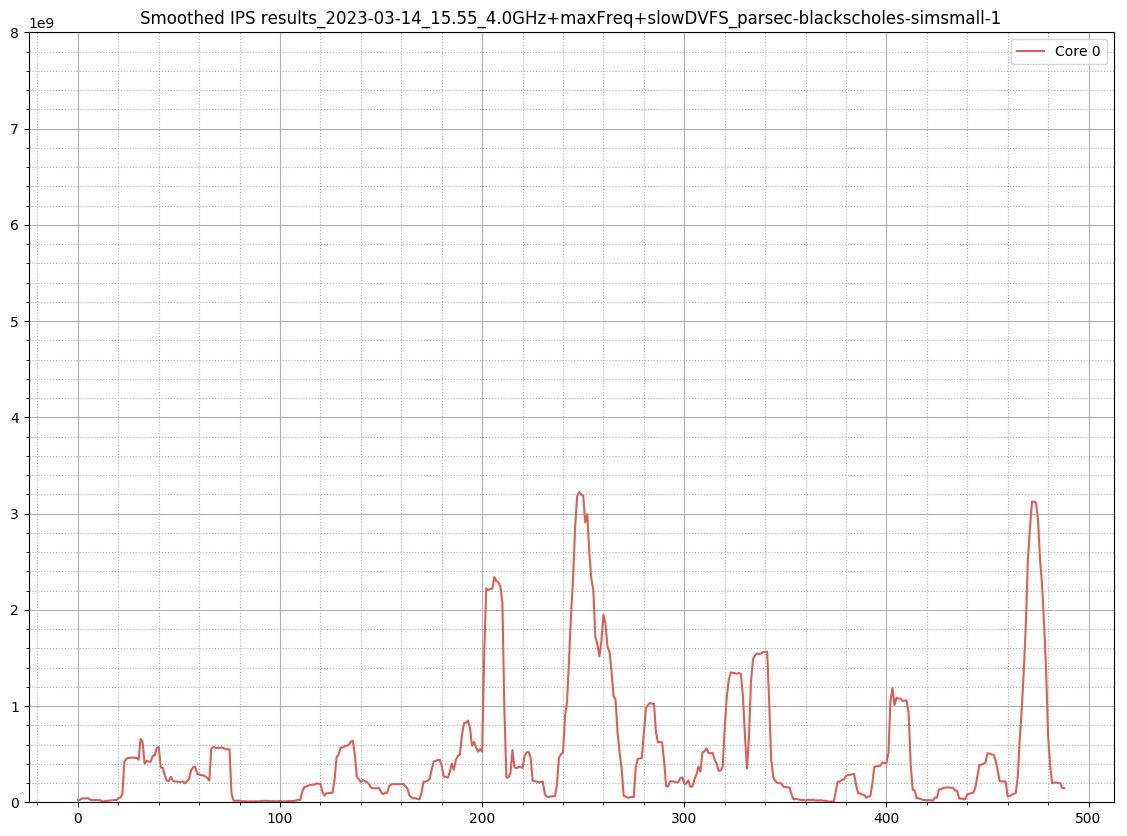 Smoothed IPS results_2023-03-14_15.55_4.0GHz+maxFreq+slowDVFS_parsec-blackscholes-simsmall-1
1e9
Core 0
8
7
6
5
4
3
2
1
0
0 100 200 300 400 500